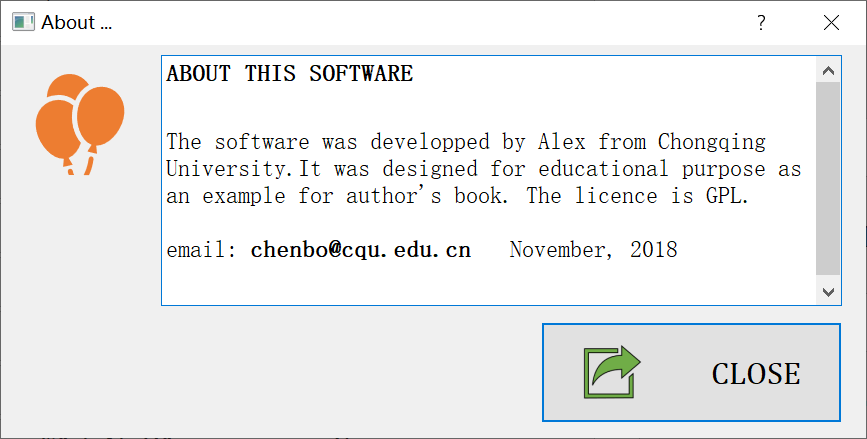 About ...
ABOUT THIS SOFTWARE
The software was developped by Alex from Chongqing
University.It was designed for educational purpose as
an example for author's book. The licence is GPL.
email: chenbo@cqu.edu.cn November, 2018
CLOSE